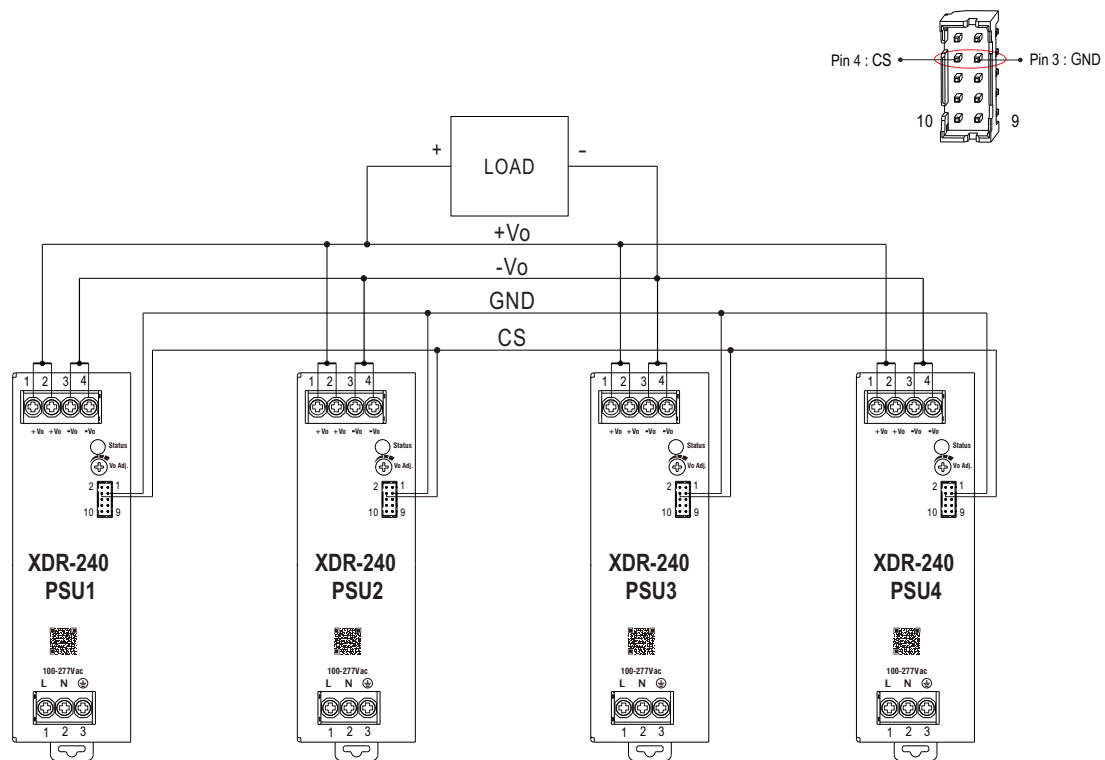 Pin 4 : CS
Pin 3 : GND
10 9
+ LOAD -
+Vo
-Vo
GND
CS
1 2 3 4
+Vo +Vo -Vo -Vo
Status
Vo Adj.
2 1
10 9
XDR-240
PSU1
100-277Vac
L N
1 2 3
1 2 3 4
+Vo +Vo -Vo -Vo
Status
Vo Adj.
2 1
10 9
XDR-240
PSU2
100-277Vac
L N
1 2 3
1 2 3 4
+Vo +Vo -Vo -Vo
Status
Vo Adj.
2 1
10 9
XDR-240
PSU3
100-277Vac
L N
1 2 3
1 2 3 4
+Vo +Vo -Vo -Vo
Status
Vo Adj.
2 1
10 9
XDR-240
PSU4
100-277Vac
L N
1 2 3